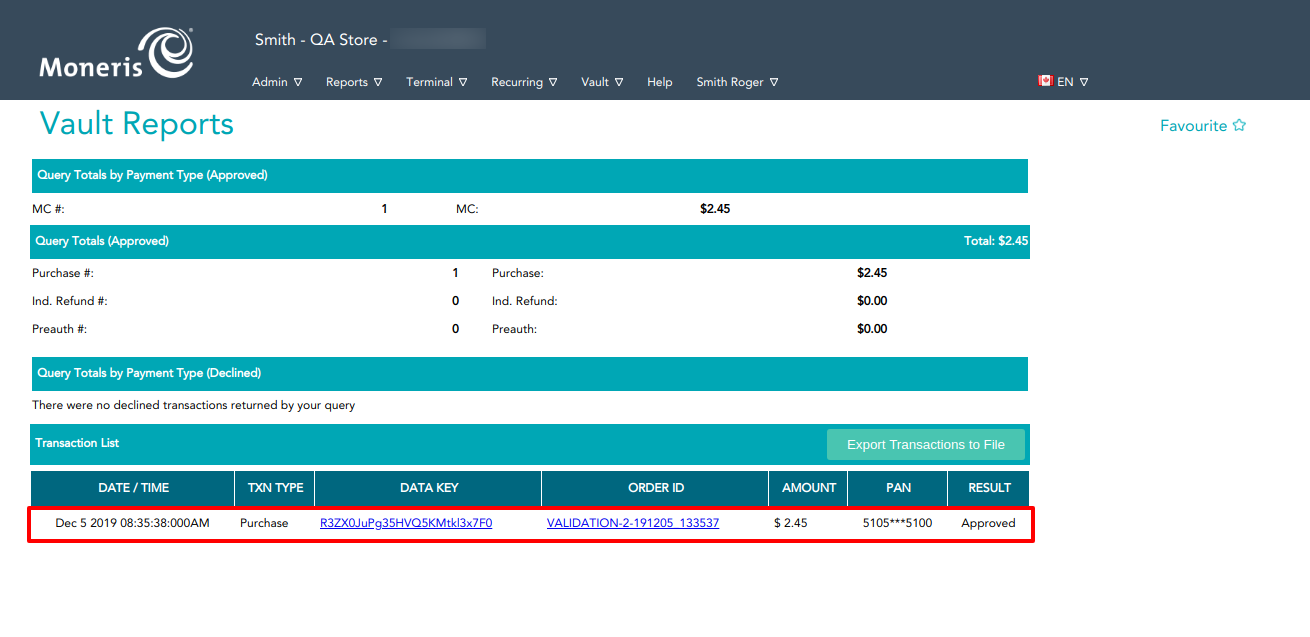 Moneris
Smith - QA Store -
Admin ▽ Reports ▽ Terminal ▽ Recurring ▽ Vault ▽ Help Smith Roger ▽ EN ▽
Vault Reports
Favourite ☆
Query Totals by Payment Type (Approved)
MC #: 1 MC: $2.45
Query Totals (Approved) Total: $2.45
Purchase #: 1 Purchase: $2.45
Ind. Refund #: 0 Ind. Refund: $0.00
Preauth #: 0 Preauth: $0.00
Query Totals by Payment Type (Declined)
There were no declined transactions returned by your query
Transaction List Export Transactions to File
DATE / TIME TXN TYPE DATA KEY ORDER ID AMOUNT PAN RESULT
Dec 5 2019 08:35:38:000AM Purchase R3ZX0JuPg35HVQ5KMtkl3x7F0 VALIDATION-2-191205_133537 $ 2.45 5105***5100 Approved